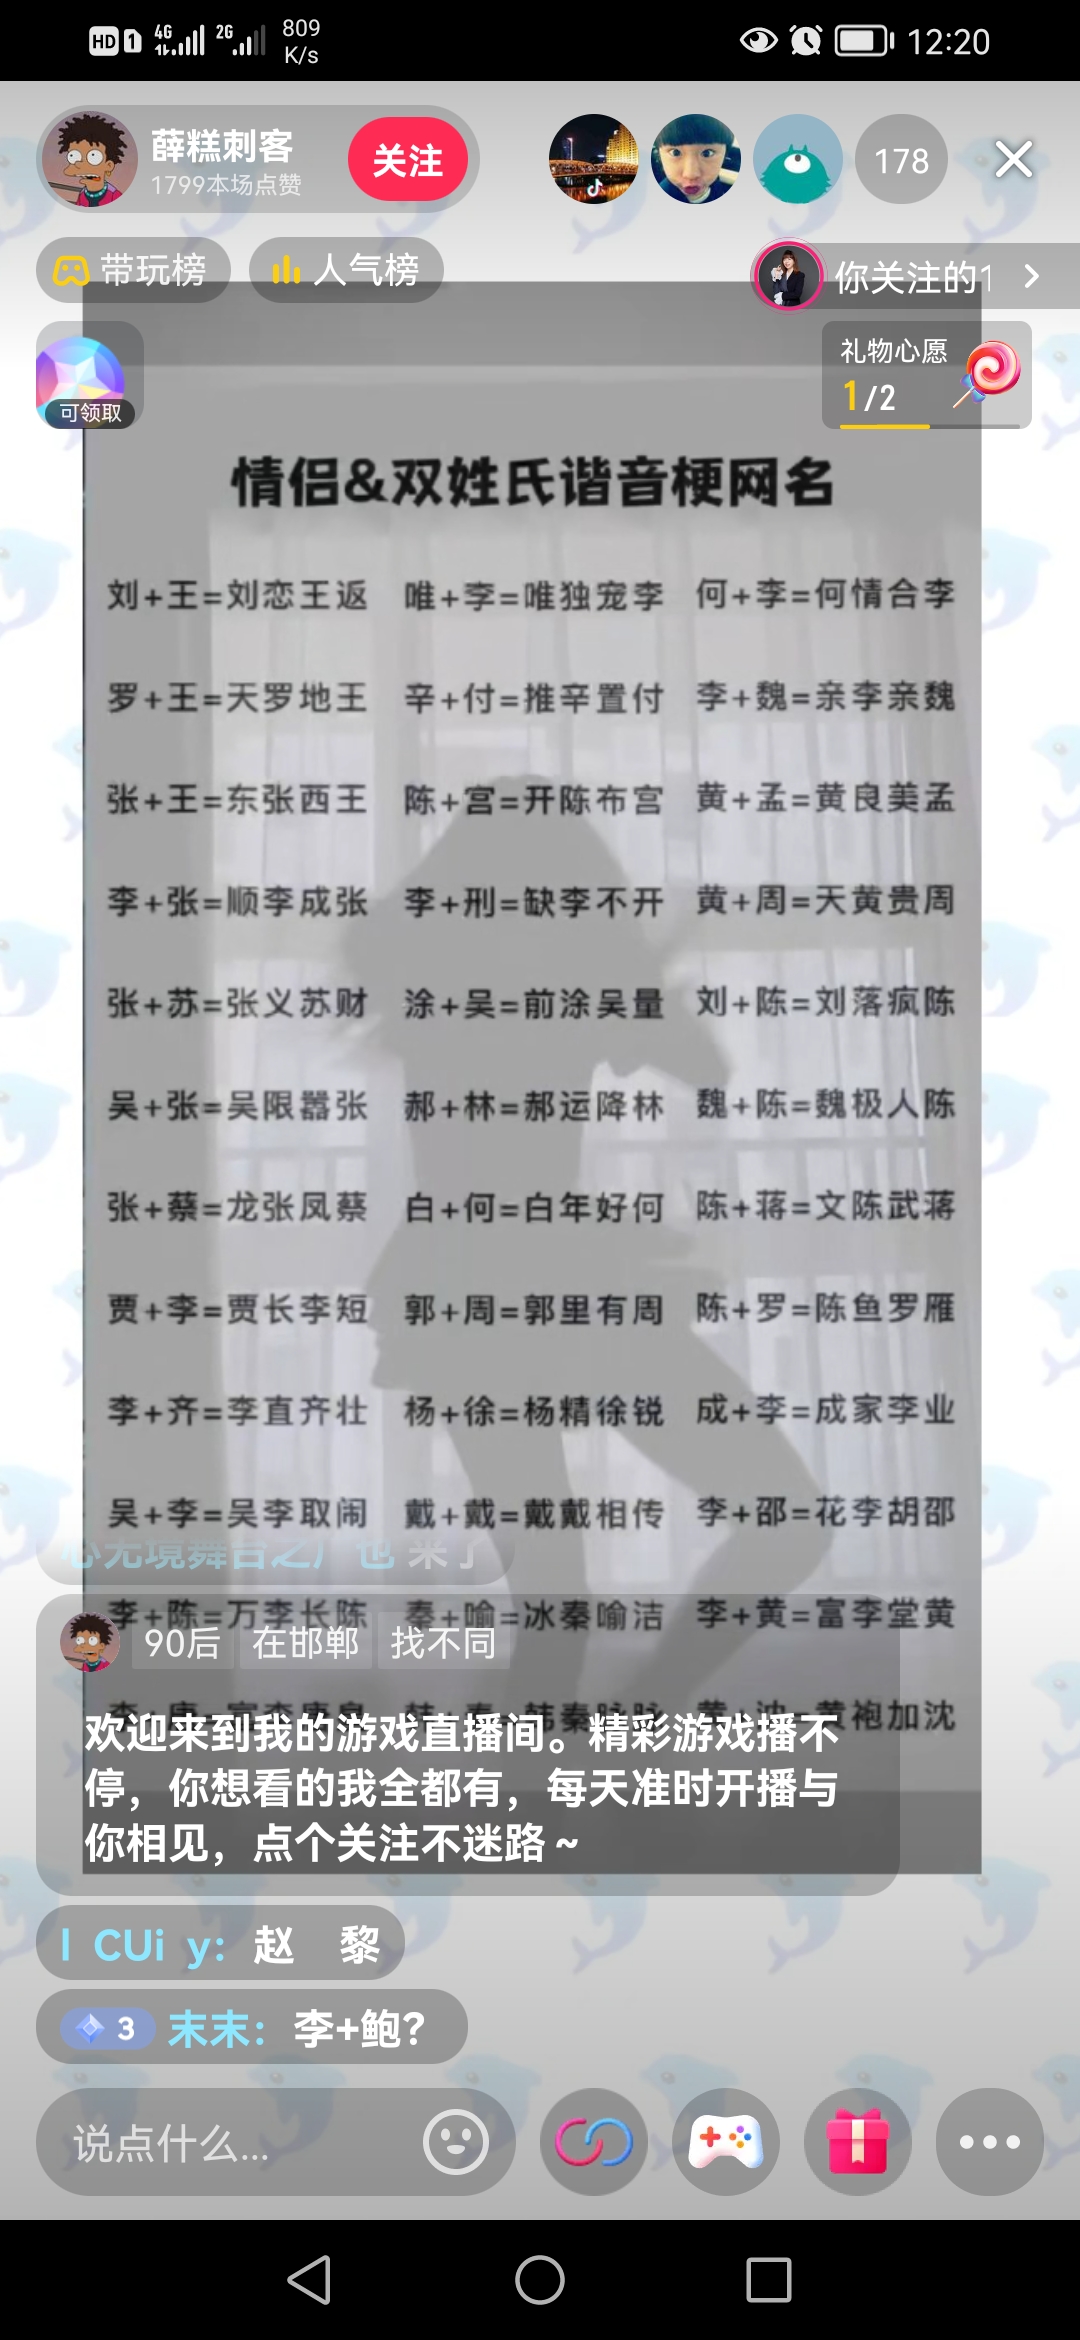 HD 1 4G 2G 809 K/s 12:20
薛糕刺客
1799本场点赞
关注
178
带玩榜 人气榜
你关注的1
可领取
礼物心愿
1/2
情侣&双姓氏谐音梗网名
刘+王=刘恋王返 唯+李=唯独宠李 何+李=何情合李
罗+王=天罗地王 辛+付=推辛置付 李+魏=亲李亲魏
张+王=东张西王 陈+宫=开陈布宫 黄+孟=黄良美孟
李+张=顺李成张 李+刑=缺李不开 黄+周=天黄贵周
张+苏=张义苏财 涂+吴=前涂吴量 刘+陈=刘落疯陈
吴+张=吴限嚣张 郝+林=郝运降林 魏+陈=魏极人陈
张+蔡=龙张凤蔡 白+何=白年好何 陈+蒋=文陈武蒋
贾+李=贾长李短 郭+周=郭里有周 陈+罗=陈鱼罗雁
李+齐=李直齐壮 杨+徐=杨精徐锐 成+李=成家李业
吴+李=吴李取闹 戴+戴=戴戴相传 李+邵=花李胡邵
心无境舞台之广也 来了
李+陈=万李长陈 秦+喻=冰秦喻洁 李+黄=富李堂黄
90后 在邯郸 找不同
黄袍加沈
欢迎来到我的游戏直播间。精彩游戏播不
停，你想看的我全都有，每天准时开播与
你相见，点个关注不迷路~
l CUi y: 赵 黎
3 末末: 李+鲍?
说点什么...